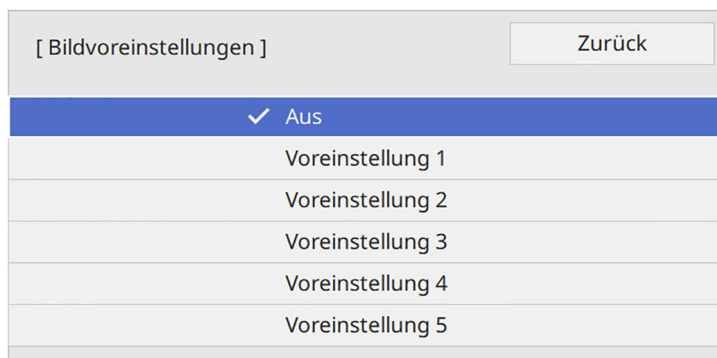 [ Bildvoreinstellungen ]
Zurück
Aus
Voreinstellung 1
Voreinstellung 2
Voreinstellung 3
Voreinstellung 4
Voreinstellung 5